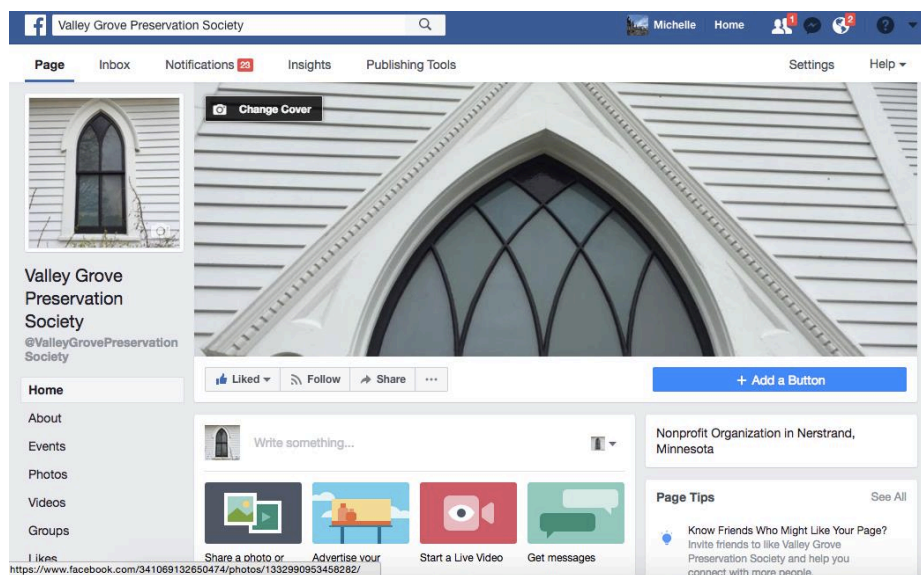 Valley Grove Preservation Society
Michelle Home 1 2
Page Inbox Notifications 23 Insights Publishing Tools Settings Help
Change Cover
Valley Grove
Preservation
Society
@ValleyGrovePreservation
Society
Liked Follow Share ...
+ Add a Button
Home
About
Events
Photos
Videos
Groups
Likes
Write something...
Share a photo or
Advertise your
Start a Live Video
Get messages
Nonprofit Organization in Nerstrand,
Minnesota
Page Tips See All
Know Friends Who Might Like Your Page?
Invite friends to like Valley Grove
Preservation Society and help you
connect with more people.
https://www.facebook.com/341069132650474/photos/1332990953458282/